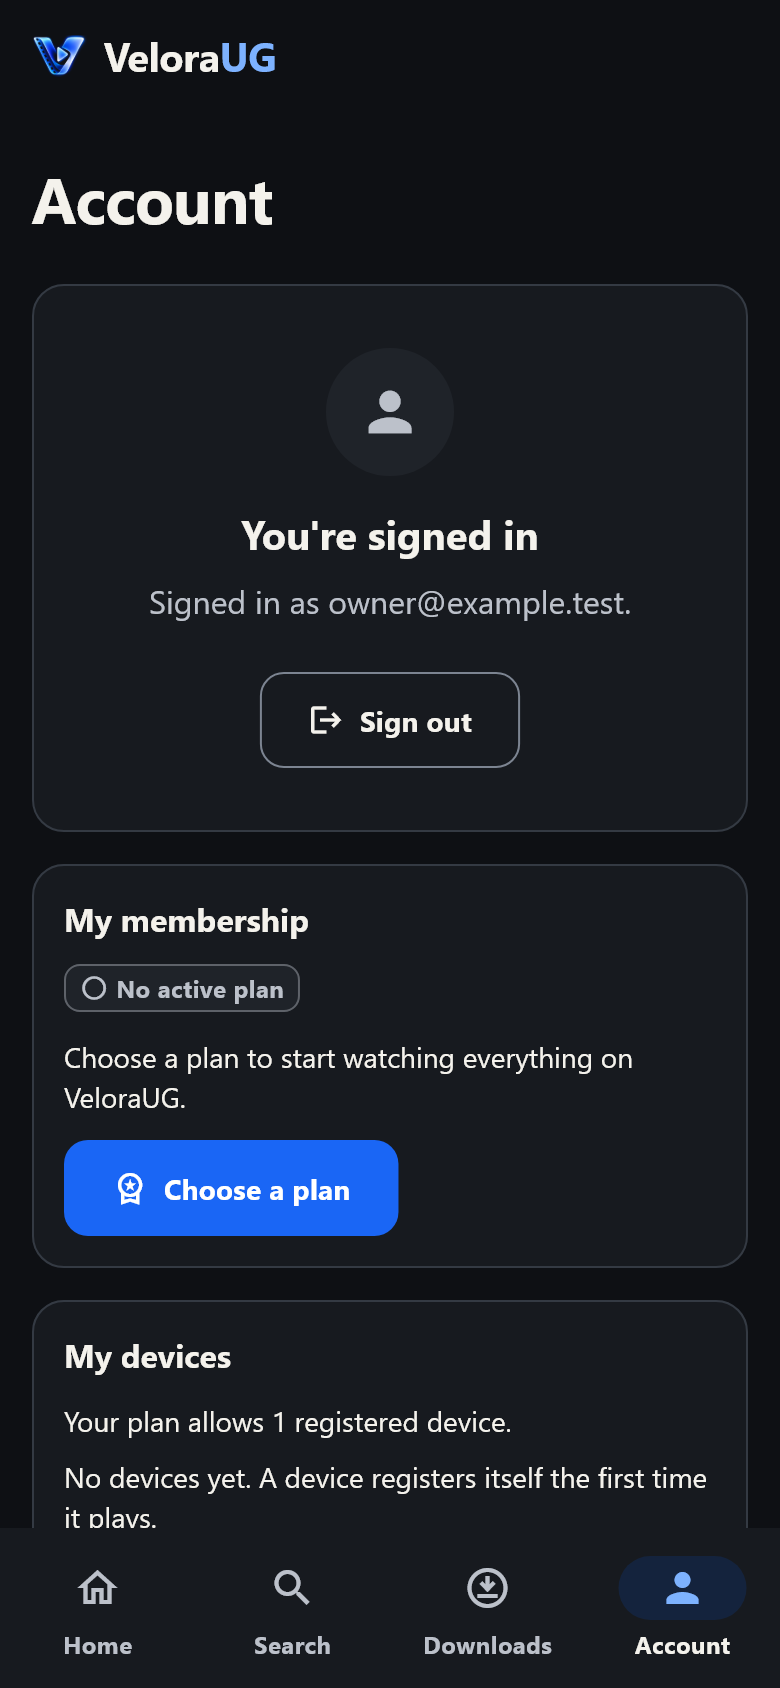 VeloraUG
Account
You're signed in
Signed in as owner@example.test.
Sign out
My membership
No active plan
Choose a plan to start watching everything on
VeloraUG.
Choose a plan
My devices
Your plan allows 1 registered device.
No devices yet. A device registers itself the first time
it plays.
Home
Search
Downloads
Account